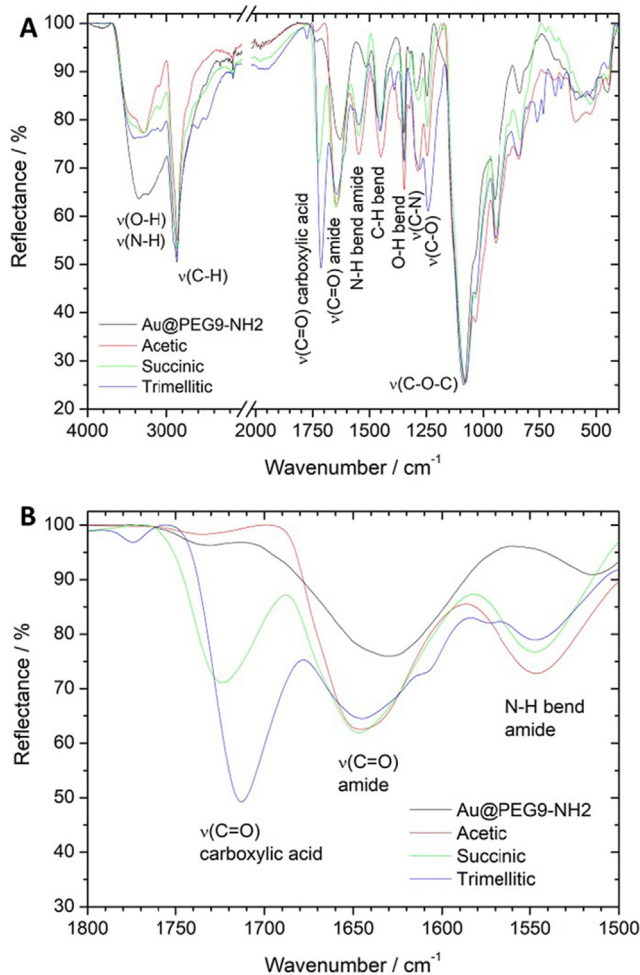 A
100
90
80
70
60
50
40
30
20
Reflectance / %
ν(O-H)
ν(N-H)
ν(C-H)
ν(C=O) carboxylic acid
ν(C=O) amide
N-H bend amide
C-H bend
O-H bend
ν(C-N)
ν(C-O)
ν(C-O-C)
Au@PEG9-NH2
Acetic
Succinic
Trimellitic
4000 3000 2000 1750 1500 1250 1000 750 500
Wavenumber / cm-1
B
100
90
80
70
60
50
40
30
Reflectance / %
N-H bend
amide
ν(C=O)
amide
ν(C=O)
carboxylic acid
Au@PEG9-NH2
Acetic
Succinic
Trimellitic
1800 1750 1700 1650 1600 1550 1500
Wavenumber / cm-1